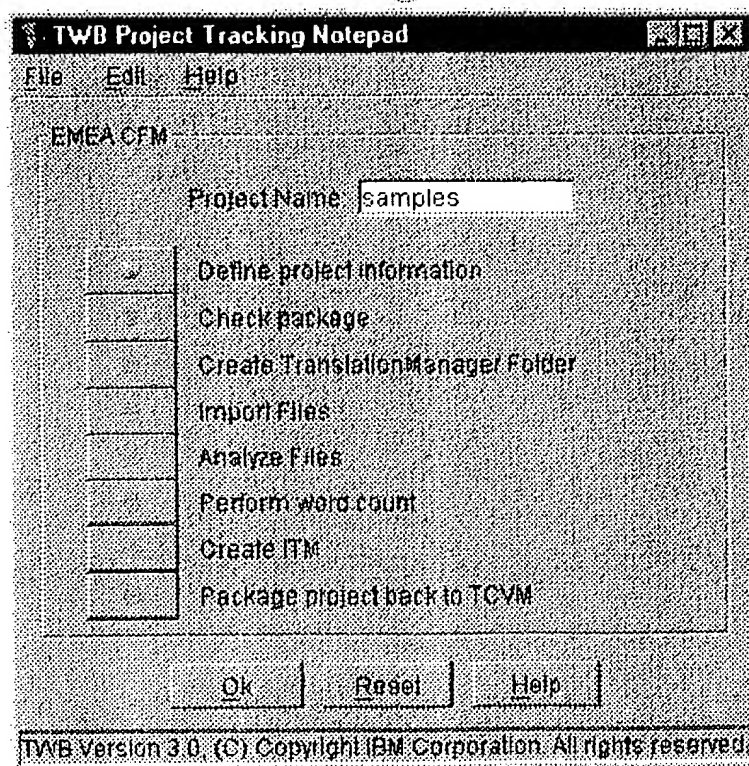 TWB Project Tracking Notepad
File Edit Help
EMEA CFM
Project Name samples
Define project information
Check package
Create TranslationManager Folder
Import Files
Analyze Files
Perform word count
Create ITM
Package project back to TCVM
Ok Reset Help
TWB Version 3.0, (C) Copyright IBM Corporation. All rights reserved.